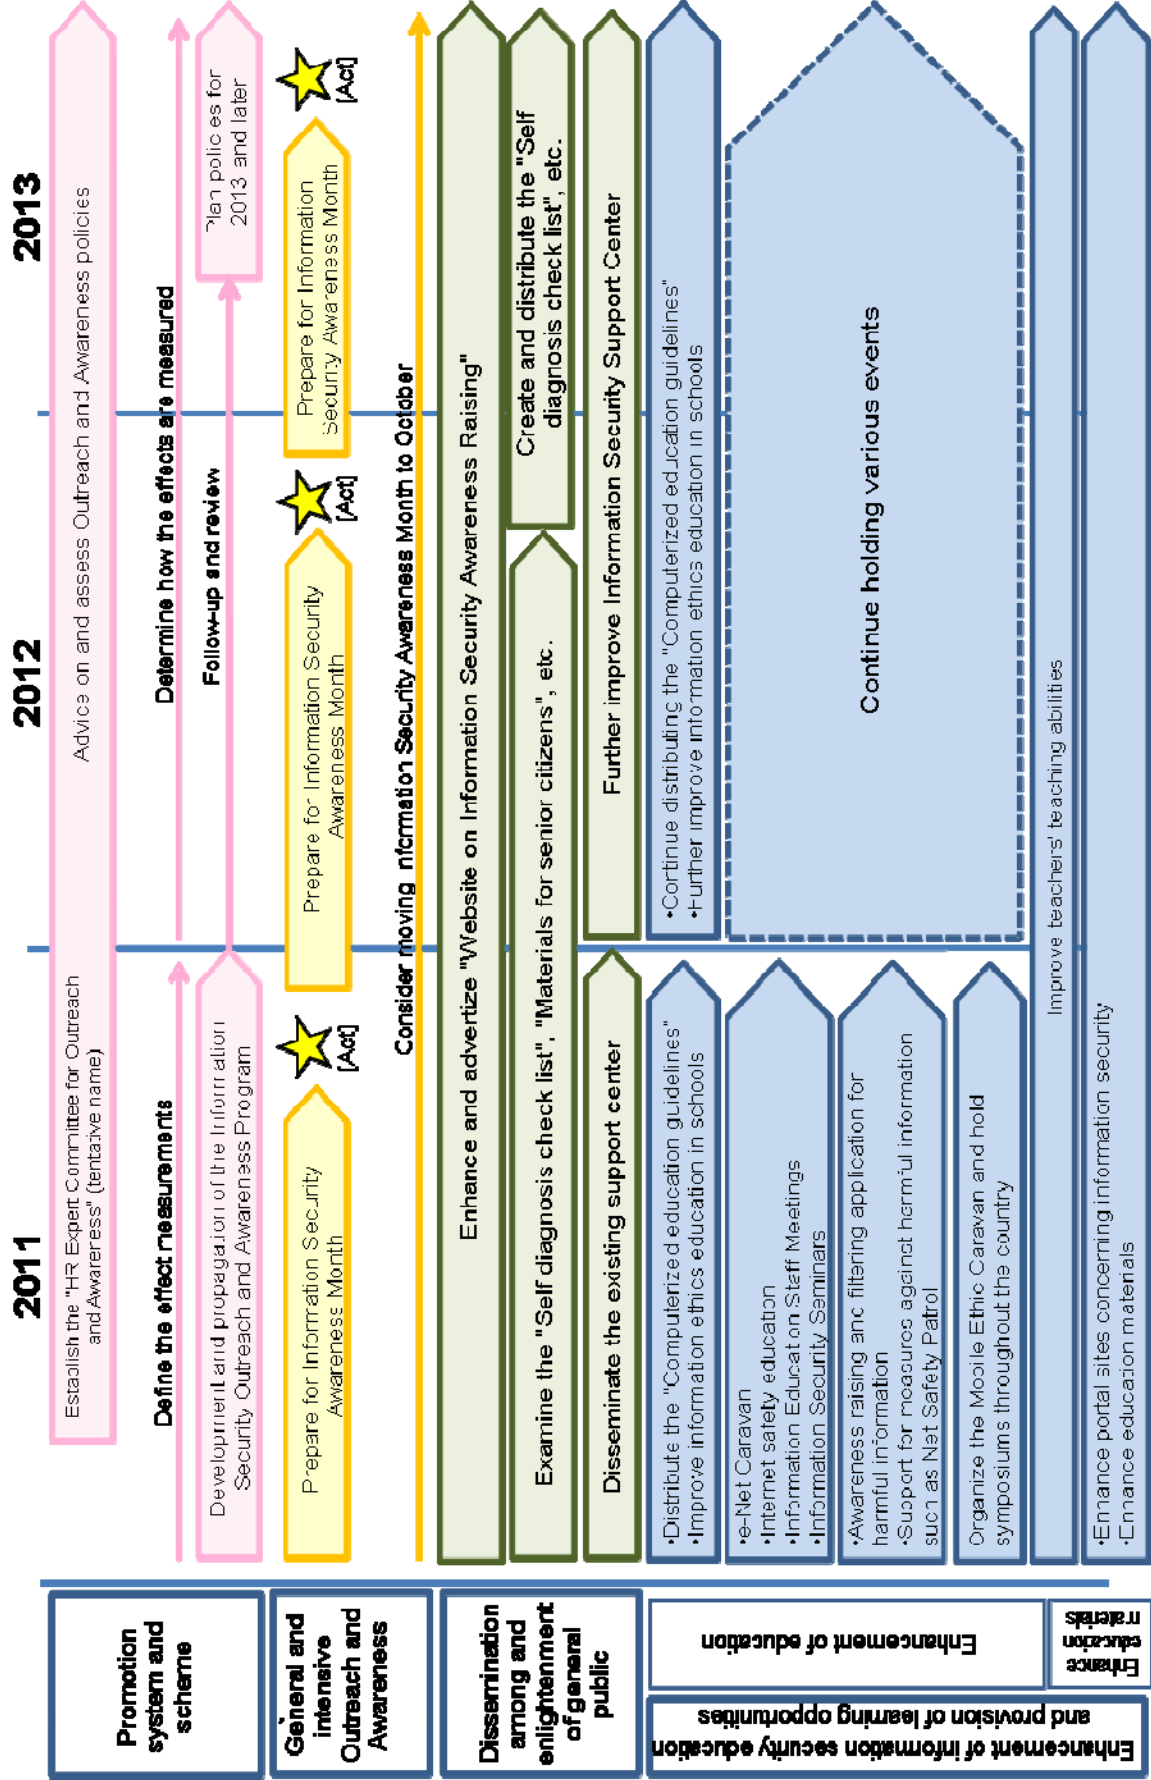 2011
2012
2013
Promotion
system and
scheme
Establish the "HR Expert Committee for Outreach
and Awareness" (tentative name)
Advice on and assess Outreach and Awareness policies
Define the effect measurements
Determine how the effects are measured
Development and propagation of the Information
Security Outreach and Awareness Program
Follow-up and review
Plan policies for
2013 and later
General and
intensive
Outreach and
Awareness
Prepare for Information Security
Awareness Month
[Act]
Prepare for Information Security
Awareness Month
[Act]
Prepare for Information
Security Awareness Month
[Act]
Consider moving nformation Security Awareness Month to October
Dissemination
among and
enlightenment
of general
public
Enhance and advertize "Website on Information Security Awareness Raising"
Examine the "Self diagnosis check list", "Materials for senior citizens", etc.
Create and distribute the "Self
diagnosis check list", etc.
Disseminate the existing support center
Further improve Information Security Support Center
Enhancement of information security education
and provision of learning opportunities
Enhancement of education
•Distribute the "Computerized education guidelines"
•Improve information ethics education in schools
•Continue distributing the "Computerized education guidelines"
•Further improve information ethics education in schools
•e-Net Caravan
•Internet safety education
•Information Education Staff Meetings
•Information Security Seminars
•Awareness raising and filtering application for
harmful information
•Support for measures against harmful information
such as Net Safety Patrol
Organize the Mobile Ethic Caravan and hold
symposiums throughout the country
Continue holding various events
Improve teachers' teaching abilities
Enhance
education
materials
•Enhance portal sites concerning information security"
•Enhance education materials